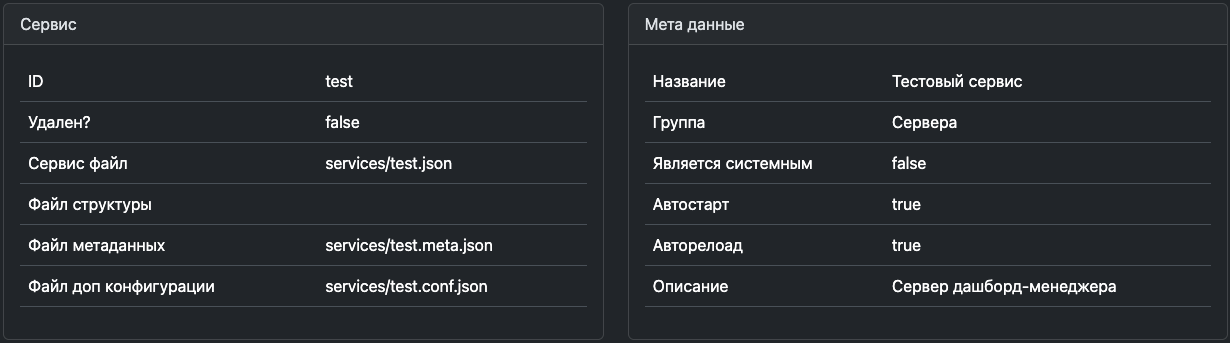 Сервис
ID test
Удален? false
Сервис файл services/test.json
Файл структуры
Файл метаданных services/test.meta.json
Файл доп конфигурации services/test.conf.json
Мета данные
Название Тестовый сервис
Группа Сервера
Является системным false
Автостарт true
Авторелоад true
Описание Сервер дашборд-менеджера